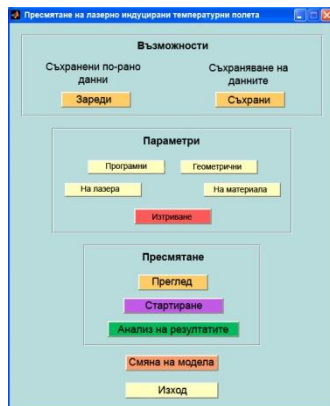 Пресмятане на лазерно индуцирани температурни полета
Възможности
Съхранени по-рано
данни
Съхраняване на
данните
Зареди
Съхрани
Параметри
Програмни
Геометрични
На лазера
На материала
Изтриване
Пресмятане
Преглед
Стартиране
Анализ на резултатите
Смяна на модела
Изход